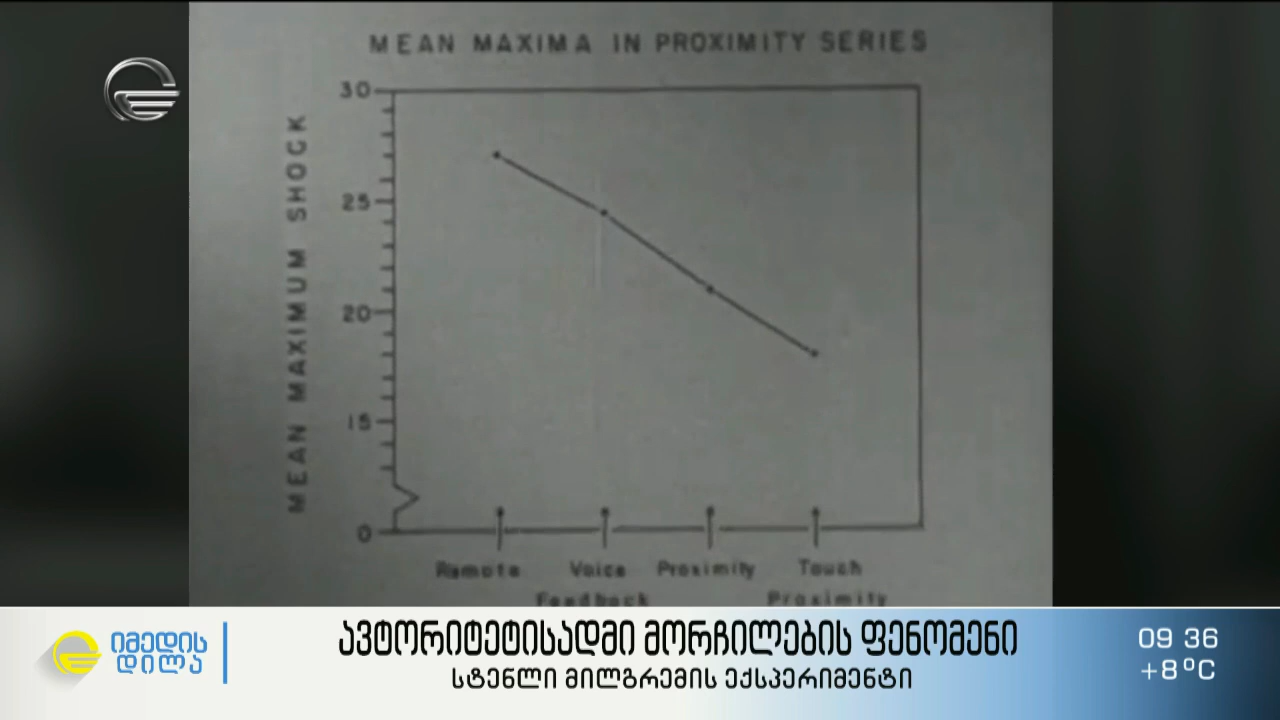 MEAN MAXIMA IN PROXIMITY SERIES
MEAN MAXIMUM SHOCK
30
25
20
15
0
Remote Voice Proximity Touch
Feedback Proximity
იმედის
დილა
ავტორიტეტისადმი მორჩილების ფენომენი
სტენლი მილგრემის ექსპერიმენტი
09 36
+8°C